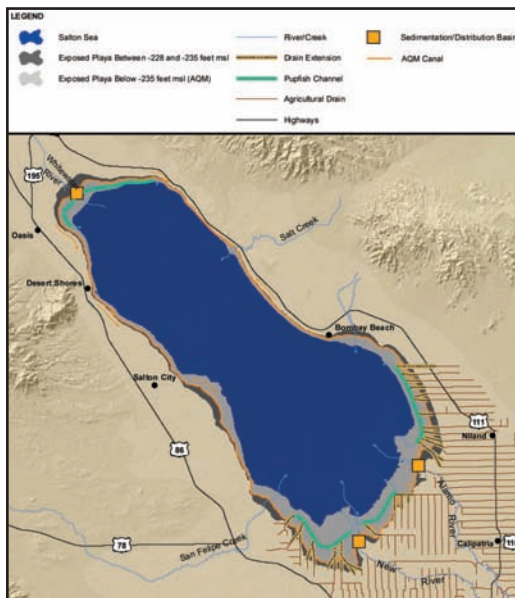 LEGEND
Salton Sea
Exposed Playa Between -228 and -235 feet msl
Exposed Playa Below -235 feet msl (AQM)
River/Creek
Drain Extension
Pupfish Channel
Agricultural Drain
Highways
Sedimentation/Distribution Basin
AQM Canal
195
Whitewater
River
Oasis
Salt Creek
Desert Shores
Bombay Beach
Salton City
111
Niland
86
Alamo
River
San Felipe Creek
78
Calipatria
New
River